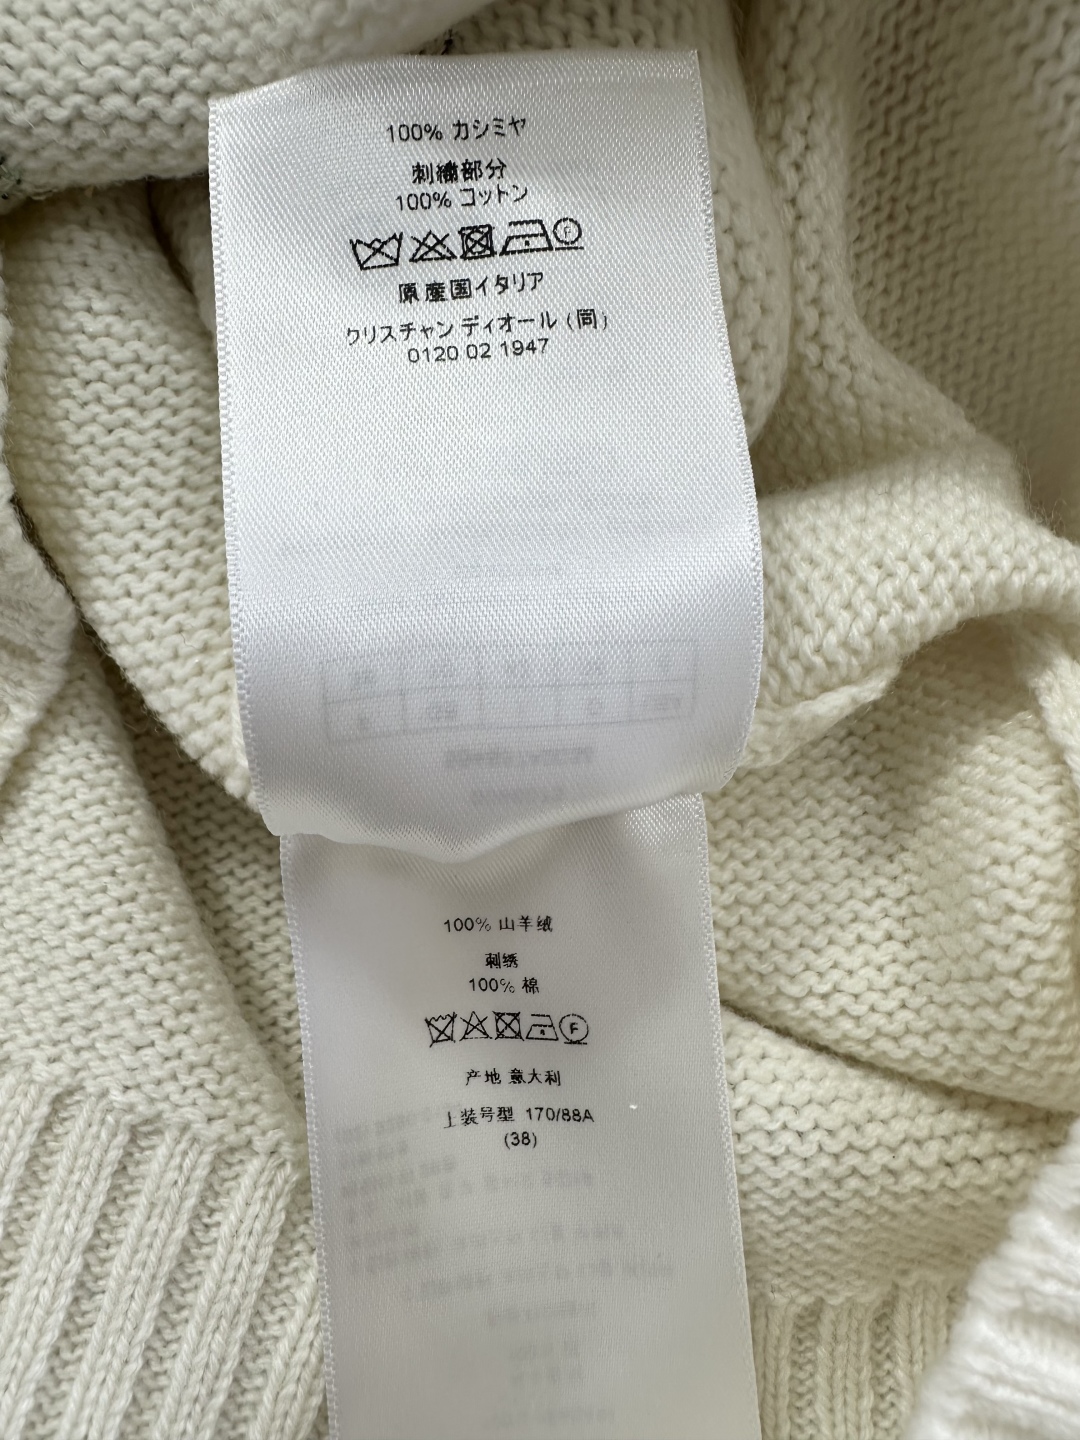 100% カシミヤ
刺繍部分
100% コットン
F
原産国イタリア
クリスチャン ディオール (同)
0120 02 1947
100% 山羊绒
刺绣
100% 棉
F
产地 意大利
上装号型 170/88A
(38)